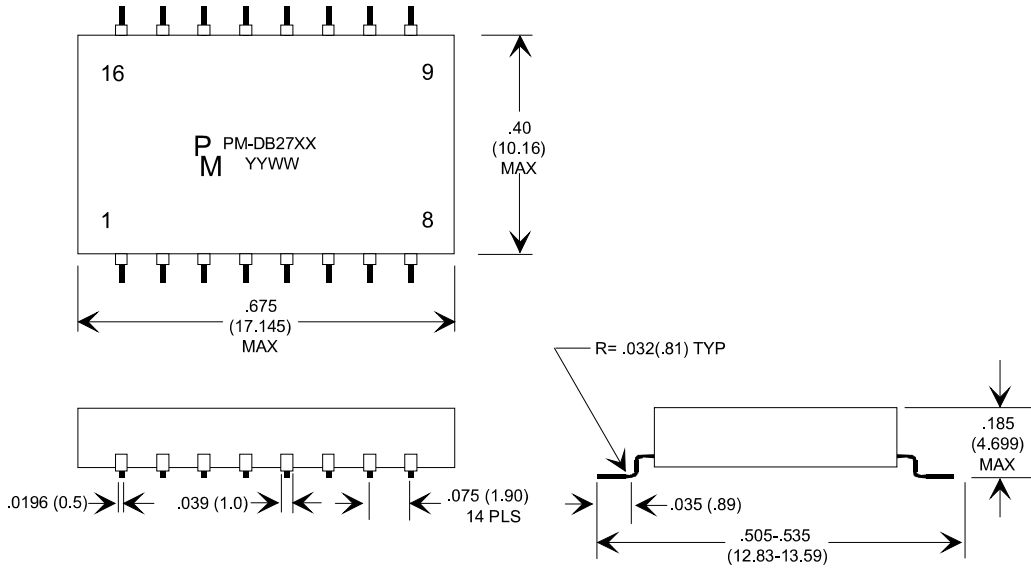 16
9
P
M
PM-DB27XX
YYWW
1
8
.40
(10.16)
MAX
.675
(17.145)
MAX
R= .032(.81) TYP
.185
(4.699)
MAX
.0196 (0.5)
.039 (1.0)
.075 (1.90)
14 PLS
.035 (.89)
.505-.535
(12.83-13.59)